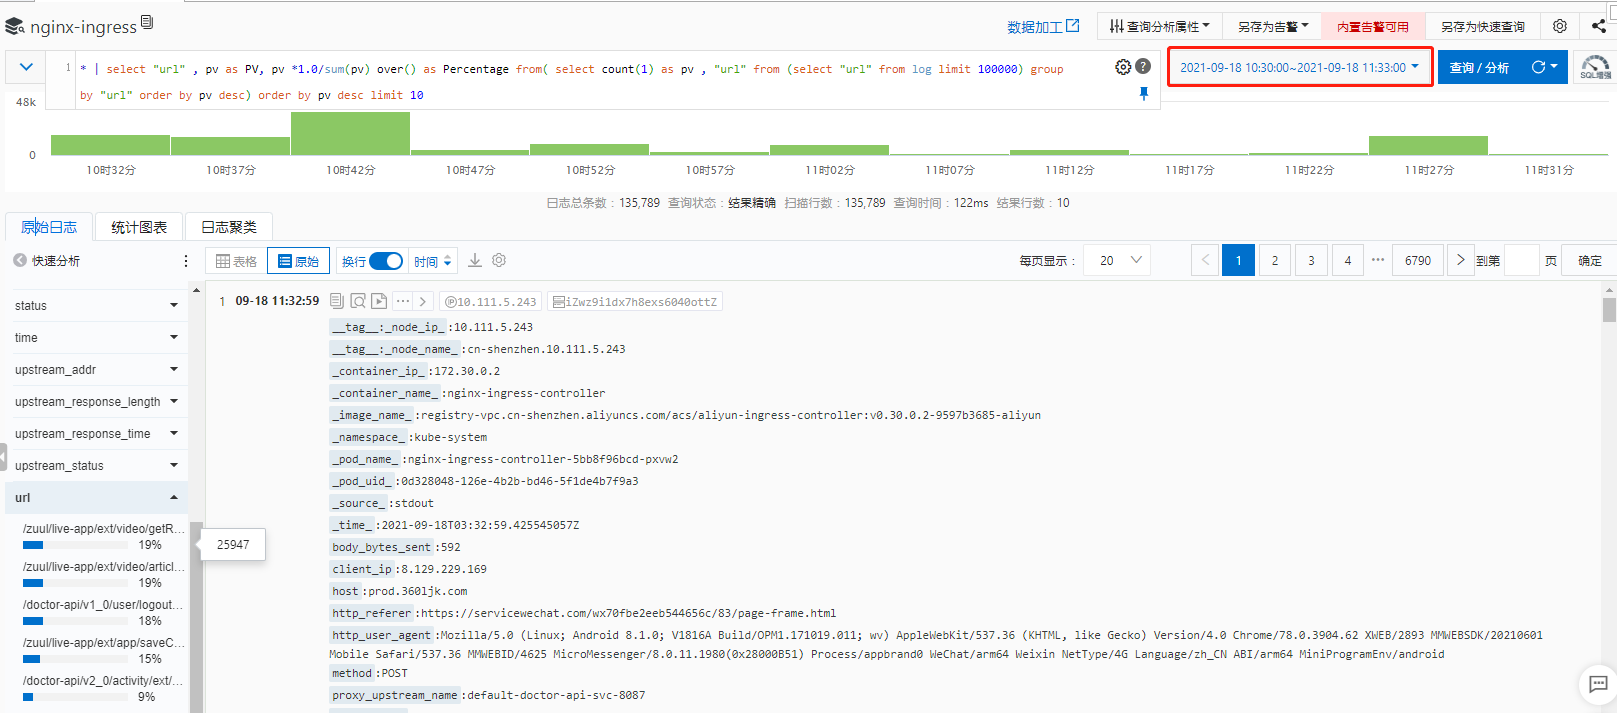 nginx-ingress
数据加工
查询分析属性
另存为告警
内置告警可用
另存为快速查询
1 * | select "url" , pv as PV, pv *1.0/sum(pv) over() as Percentage from( select count(1) as pv , "url" from (select "url" from log limit 100000) group
by "url" order by pv desc) order by pv desc limit 10
2021-09-18 10:30:00~2021-09-18 11:33:00
查询 / 分析
SQL增强
48k
0
10时32分 10时37分 10时42分 10时47分 10时52分 10时57分 11时02分 11时07分 11时12分 11时17分 11时22分 11时27分 11时31分
日志总条数 : 135,789 查询状态 : 结果精确 扫描行数 : 135,789 查询时间 : 122ms 结果行数 : 10
原始日志 统计图表 日志聚类
快速分析
表格 原始 换行 时间
每页显示 : 20 1 2 3 4 ··· 6790 到第 页 确定
status
time
upstream_addr
upstream_response_length
upstream_response_time
upstream_status
url
/zuul/live-app/ext/video/getR...
19%
/zuul/live-app/ext/video/articl...
19%
/doctor-api/v1_0/user/logout...
18%
/zuul/live-app/ext/app/saveC...
15%
/doctor-api/v2_0/activity/ext/...
9%
25947
1 09-18 11:32:59 ··· 10.111.5.243 iZwz9i1dx7h8exs6040ottZ
__tag__:_node_ip_ :10.111.5.243
__tag__:_node_name_ :cn-shenzhen.10.111.5.243
_container_ip_ :172.30.0.2
_container_name_ :nginx-ingress-controller
_image_name_ :registry-vpc.cn-shenzhen.aliyuncs.com/acs/aliyun-ingress-controller:v0.30.0.2-9597b3685-aliyun
_namespace_ :kube-system
_pod_name_ :nginx-ingress-controller-5bb8f96bcd-pxvw2
_pod_uid_ :0d328048-126e-4b2b-bd46-5f1de4b7f9a3
_source_ :stdout
_time_ :2021-09-18T03:32:59.425545057Z
body_bytes_sent :592
client_ip :8.129.229.169
host :prod.360ljk.com
http_referer :https://servicewechat.com/wx70fbe2eeb544656c/83/page-frame.html
http_user_agent :Mozilla/5.0 (Linux; Android 8.1.0; V1816A Build/OPM1.171019.011; wv) AppleWebKit/537.36 (KHTML, like Gecko) Version/4.0 Chrome/78.0.3904.62 XWEB/2893 MMWEBSDK/20210601
Mobile Safari/537.36 MMWEBID/4625 MicroMessenger/8.0.11.1980(0x28000B51) Process/appbrand0 WeChat/arm64 Weixin NetType/4G Language/zh_CN ABI/arm64 MiniProgramEnv/android
method :POST
proxy_upstream_name :default-doctor-api-svc-8087